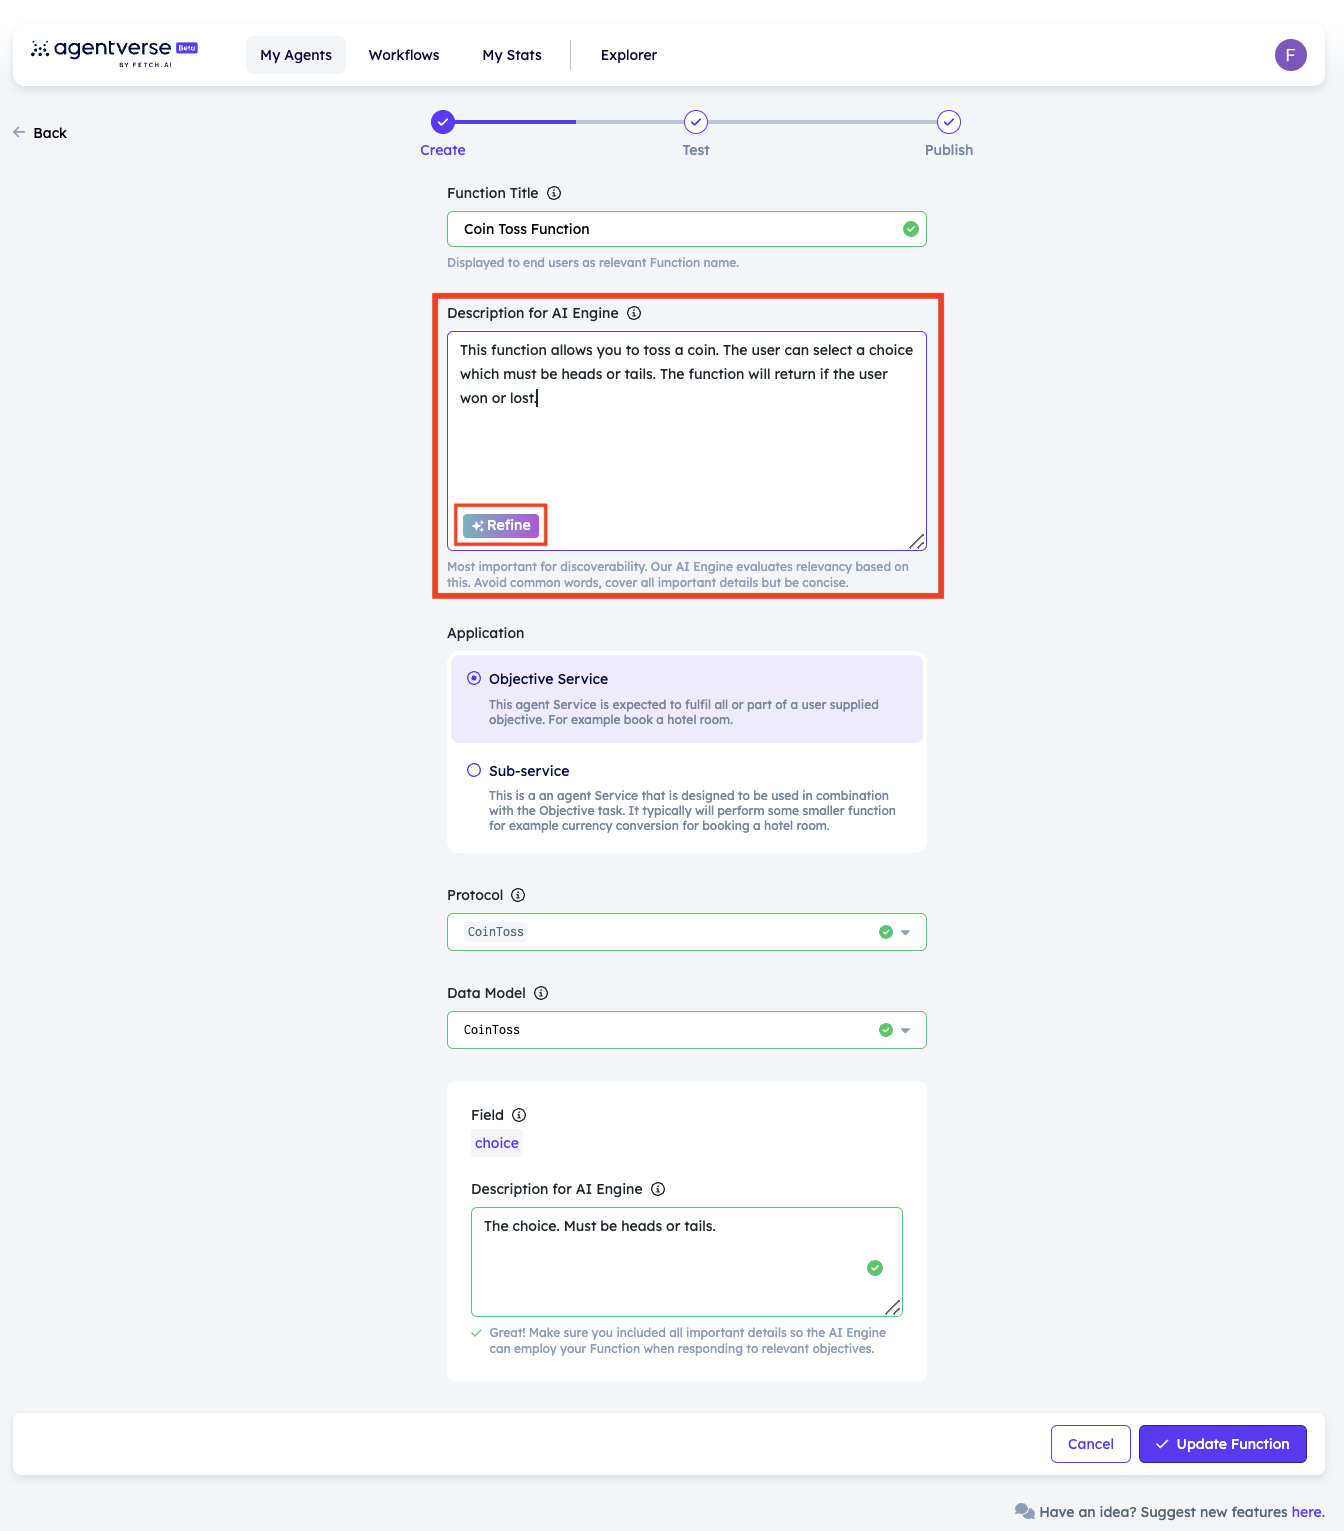 agentverse Beta
BY FETCH.AI
My Agents
Workflows
My Stats
Explorer
F
Back
Create
Test
Publish
Function Title
Coin Toss Function
Displayed to end users as relevant Function name.
Description for AI Engine
This function allows you to toss a coin. The user can select a choice
which must be heads or tails. The function will return if the user
won or lost.
Refine
Most important for discoverability. Our AI Engine evaluates relevancy based on
this. Avoid common words, cover all important details but be concise.
Application
Objective Service
This agent Service is expected to fulfil all or part of a user supplied
objective. For example book a hotel room.
Sub-service
This is a an agent Service that is designed to be used in combination
with the Objective task. It typically will perform some smaller function
for example currency conversion for booking a hotel room.
Protocol
CoinToss
Data Model
CoinToss
Field
choice
Description for AI Engine
The choice. Must be heads or tails.
Great! Make sure you included all important details so the AI Engine
can employ your Function when responding to relevant objectives.
Cancel
Update Function
Have an idea? Suggest new features here.